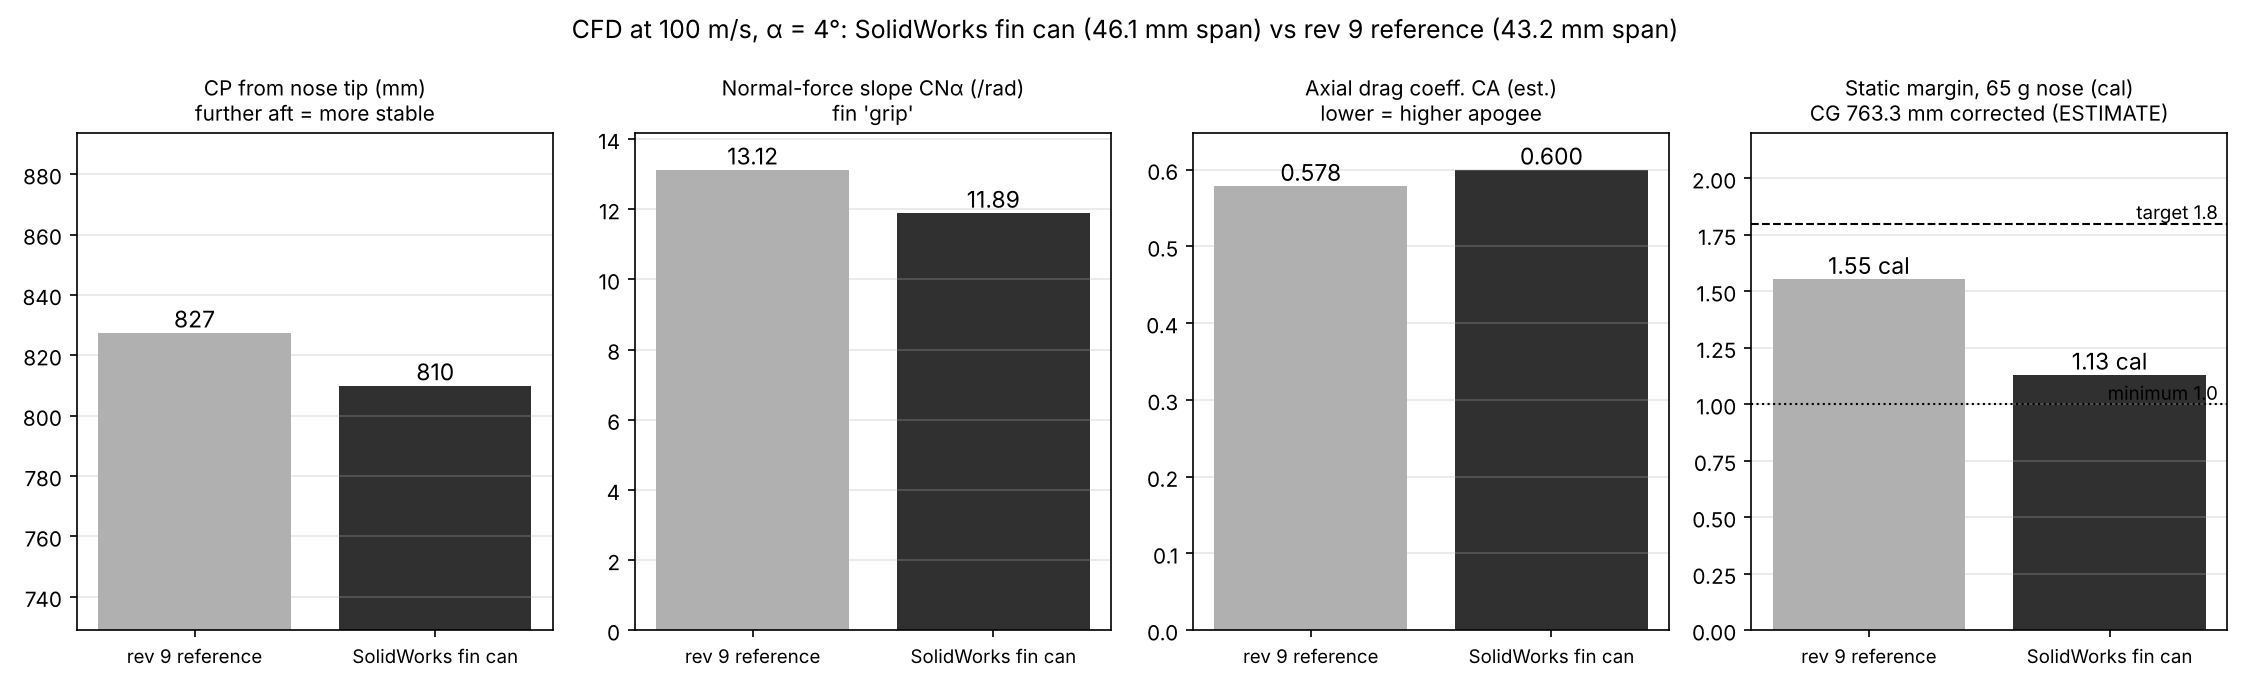 CFD at 100 m/s, α = 4°: SolidWorks fin can (46.1 mm span) vs rev 9 reference (43.2 mm span)
CP from nose tip (mm)
further aft = more stable
880
860
840
820
800
780
760
740
827
810
rev 9 reference
SolidWorks fin can
Normal-force slope CNα (/rad)
fin 'grip'
14
12
10
8
6
4
2
0
13.12
11.89
rev 9 reference
SolidWorks fin can
Axial drag coeff. CA (est.)
lower = higher apogee
0.6
0.5
0.4
0.3
0.2
0.1
0.0
0.578
0.600
rev 9 reference
SolidWorks fin can
Static margin, 65 g nose (cal)
CG 763.3 mm corrected (ESTIMATE)
2.00
1.75
1.50
1.25
1.00
0.75
0.50
0.25
0.00
target 1.8
1.55 cal
1.13 cal
minimum 1.0
rev 9 reference
SolidWorks fin can